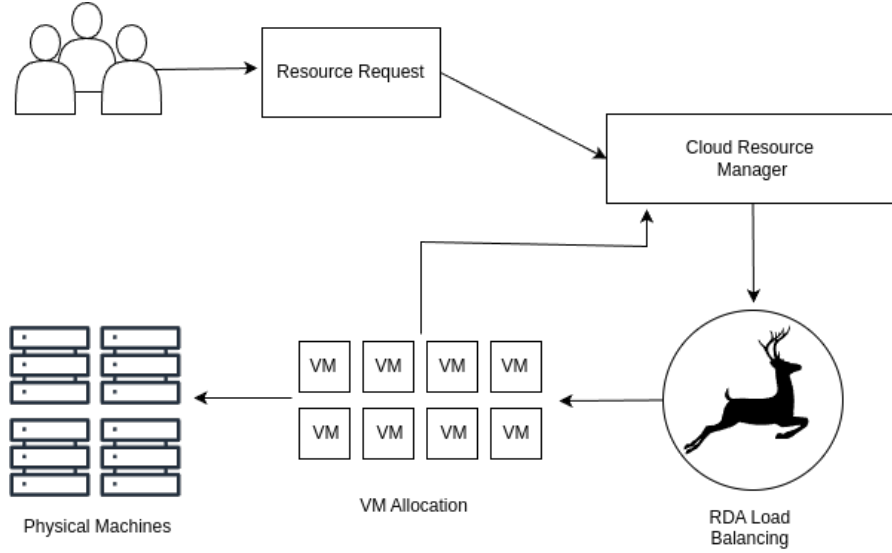 Resource Request
Cloud Resource
Manager
VM VM VM VM
VM VM VM VM
VM Allocation
Physical Machines
RDA Load
Balancing